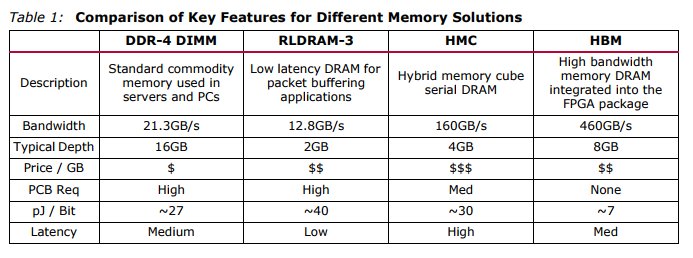 Table 1: Comparison of Key Features for Different Memory Solutions
DDR-4 DIMM RLDRAM-3 HMC HBM
Description Standard commodity memory used in servers and PCs Low latency DRAM for packet buffering applications Hybrid memory cube serial DRAM High bandwidth memory DRAM integrated into the FPGA package
Bandwidth 21.3GB/s 12.8GB/s 160GB/s 460GB/s
Typical Depth 16GB 2GB 4GB 8GB
Price / GB $ $$ $$$ $$
PCB Req High High Med None
pJ / Bit ~27 ~40 ~30 ~7
Latency Medium Low High Med